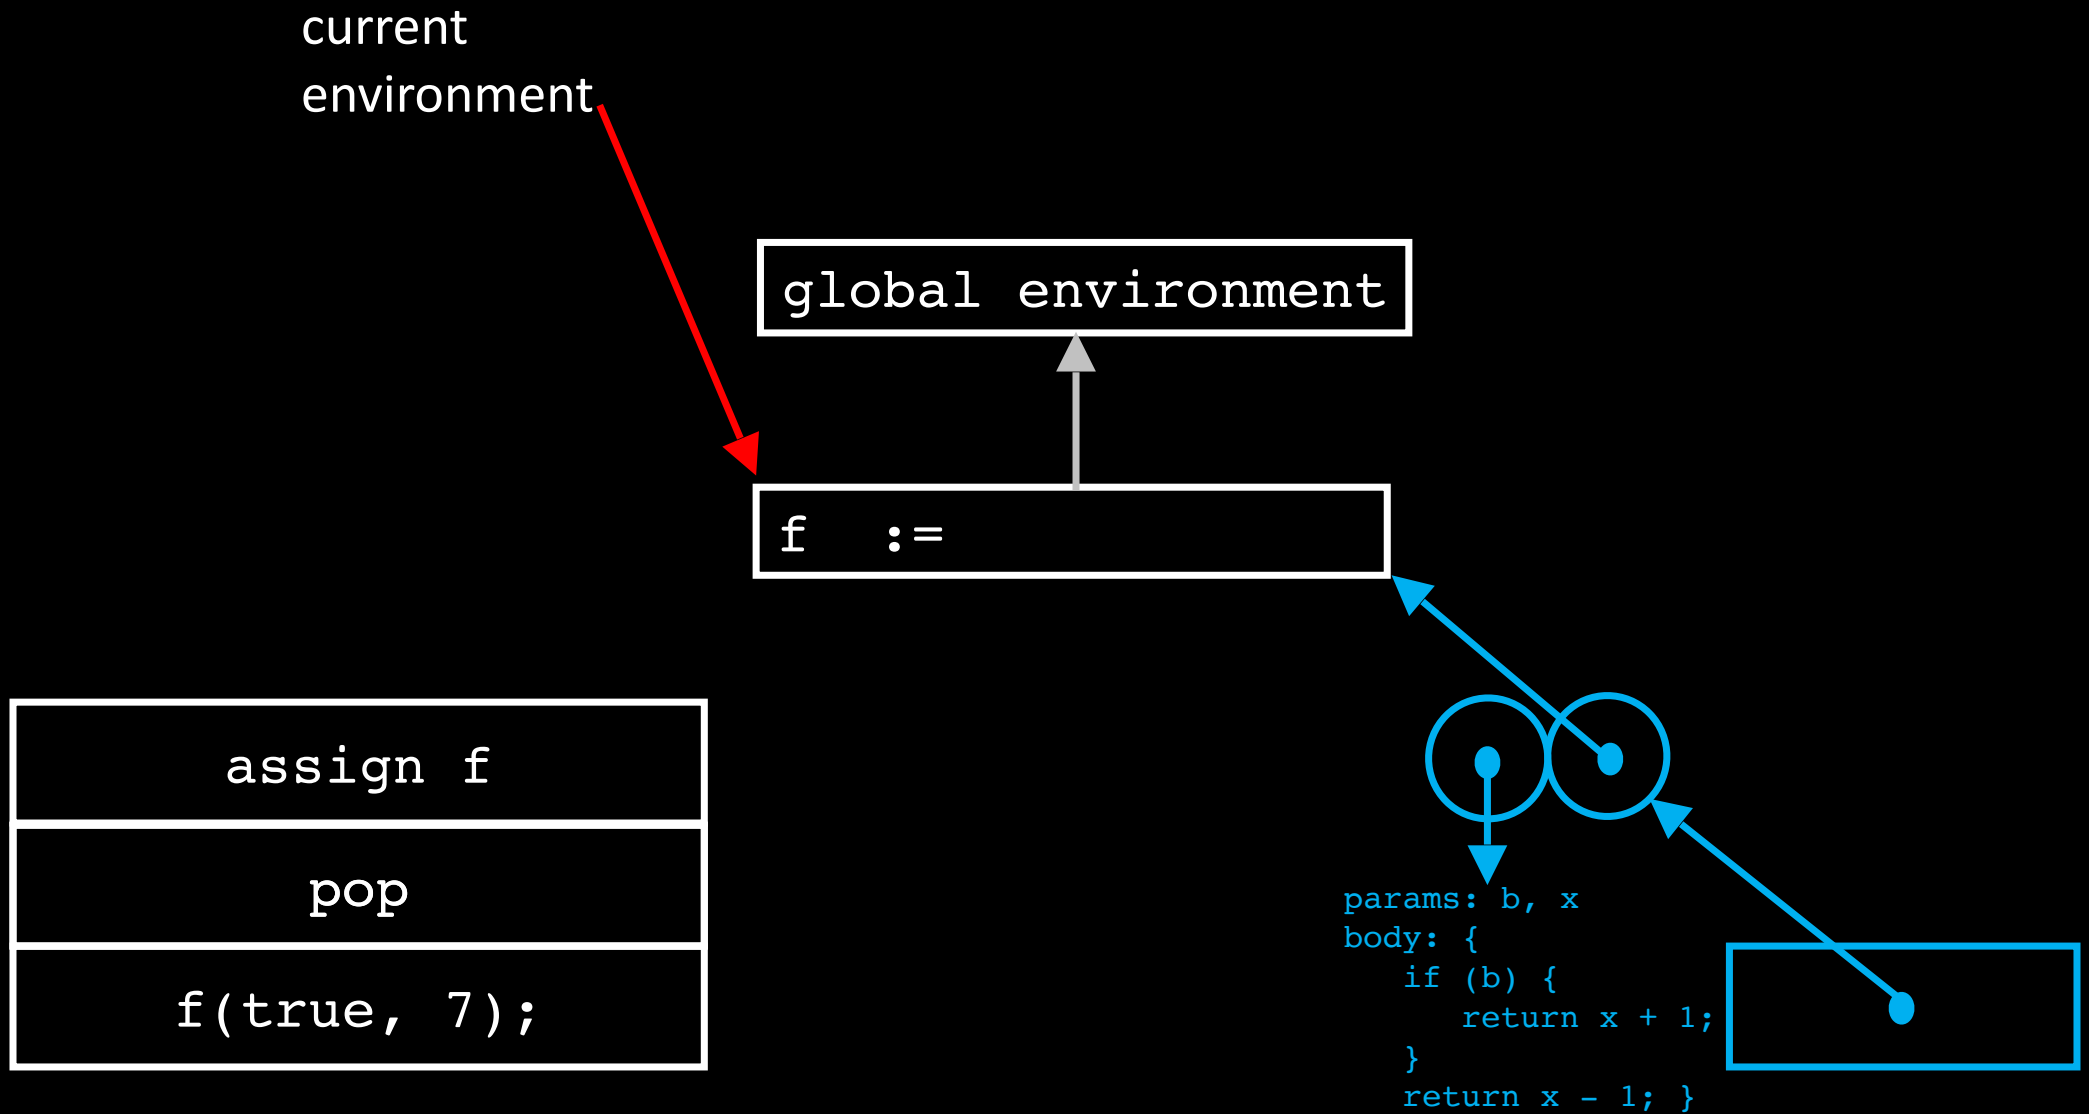 current
environment
global environment
f  :=
assign f
pop
f(true, 7);
params: b, x
body: {
   if (b) {
      return x + 1;
   }
   return x - 1; }